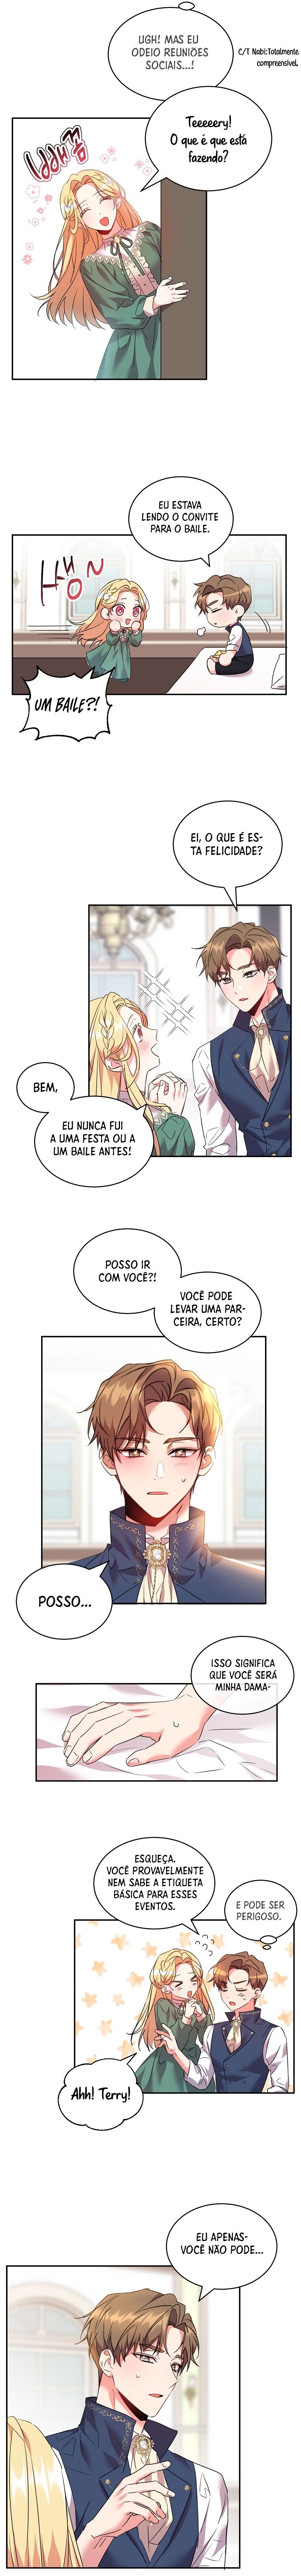 UGH! MAS EU
ODEIO REUNIÕES
SOCIAIS...!
C/T Nabi:Totalmente
compreensível.
Teeeeery!
O que é que está
fazendo?
EU ESTAVA
LENDO O CONVITE
PARA O BAILE.
UM BAILE?!
EI, O QUE É ES-
TA FELICIDADE?
BEM,
EU NUNCA FUI
A UMA FESTA OU A
UM BAILE ANTES!
POSSO IR
COM VOCÊ?!
VOCÊ PODE
LEVAR UMA PAR-
CEIRA, CERTO?
POSSO...
ISSO SIGNIFICA
QUE VOCÊ SERÁ
MINHA DAMA-
ESQUEÇA.
VOCÊ PROVAVELMENTE
NEM SABE A ETIQUETA
BÁSICA PARA ESSES
EVENTOS.
E PODE SER
PERIGOSO.
Ahh! Terry!
EU APENAS-
VOCÊ NÃO PODE...